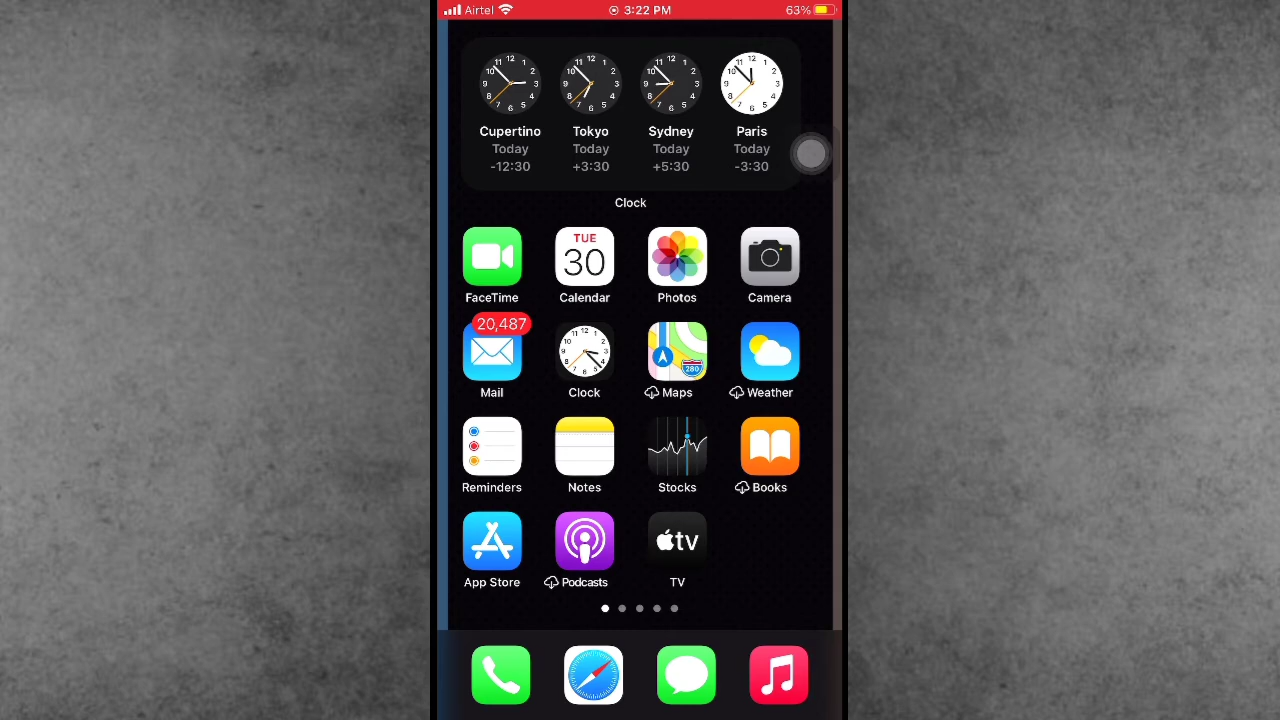 Airtel 3:22 PM 63%
Cupertino Tokyo Sydney Paris
Today Today Today Today
-12:30 +3:30 +5:30 -3:30
Clock
TUE
30
FaceTime Calendar Photos Camera
20,487
280
Mail Clock Maps Weather
Reminders Notes Stocks Books
tv
App Store Podcasts TV